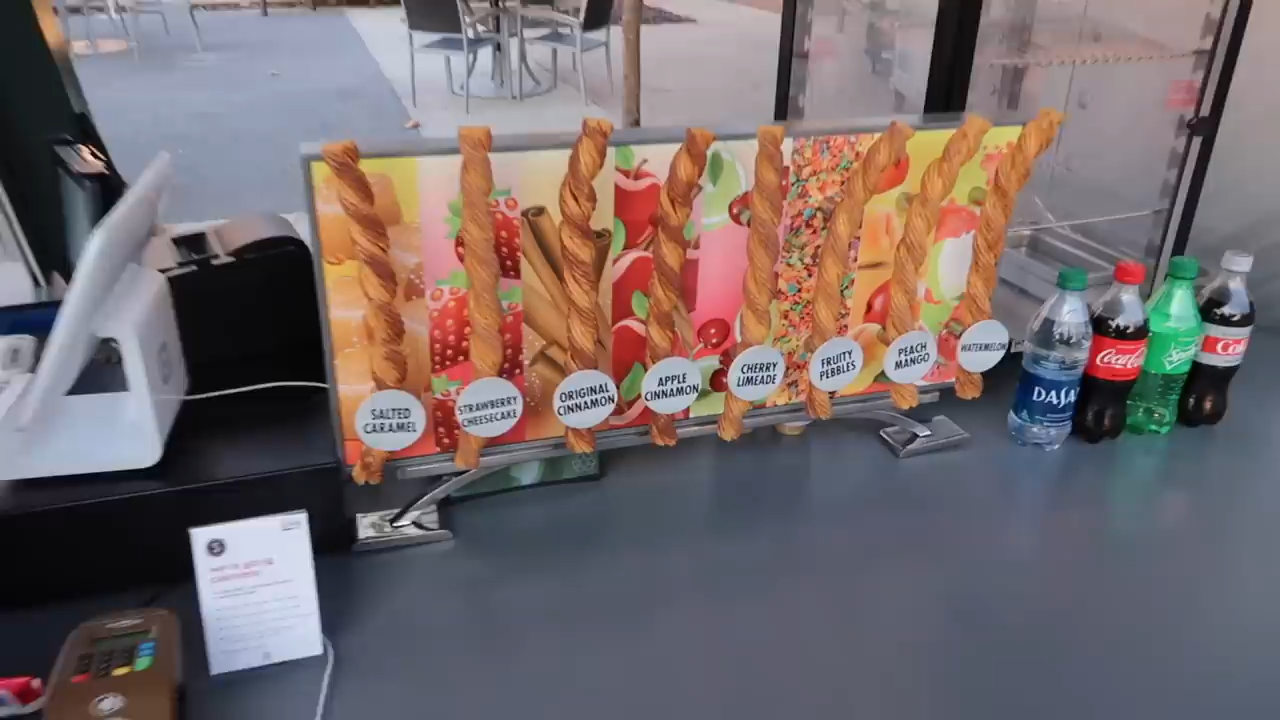 SALTED
CARAMEL
STRAWBERRY
CHEESECAKE
ORIGINAL
CINNAMON
APPLE
CINNAMON
CHERRY
LIMEADE
FRUITY
PEBBLES
PEACH
MANGO
WATERMELON
DASA
Coca-Cola
Sprite
Col